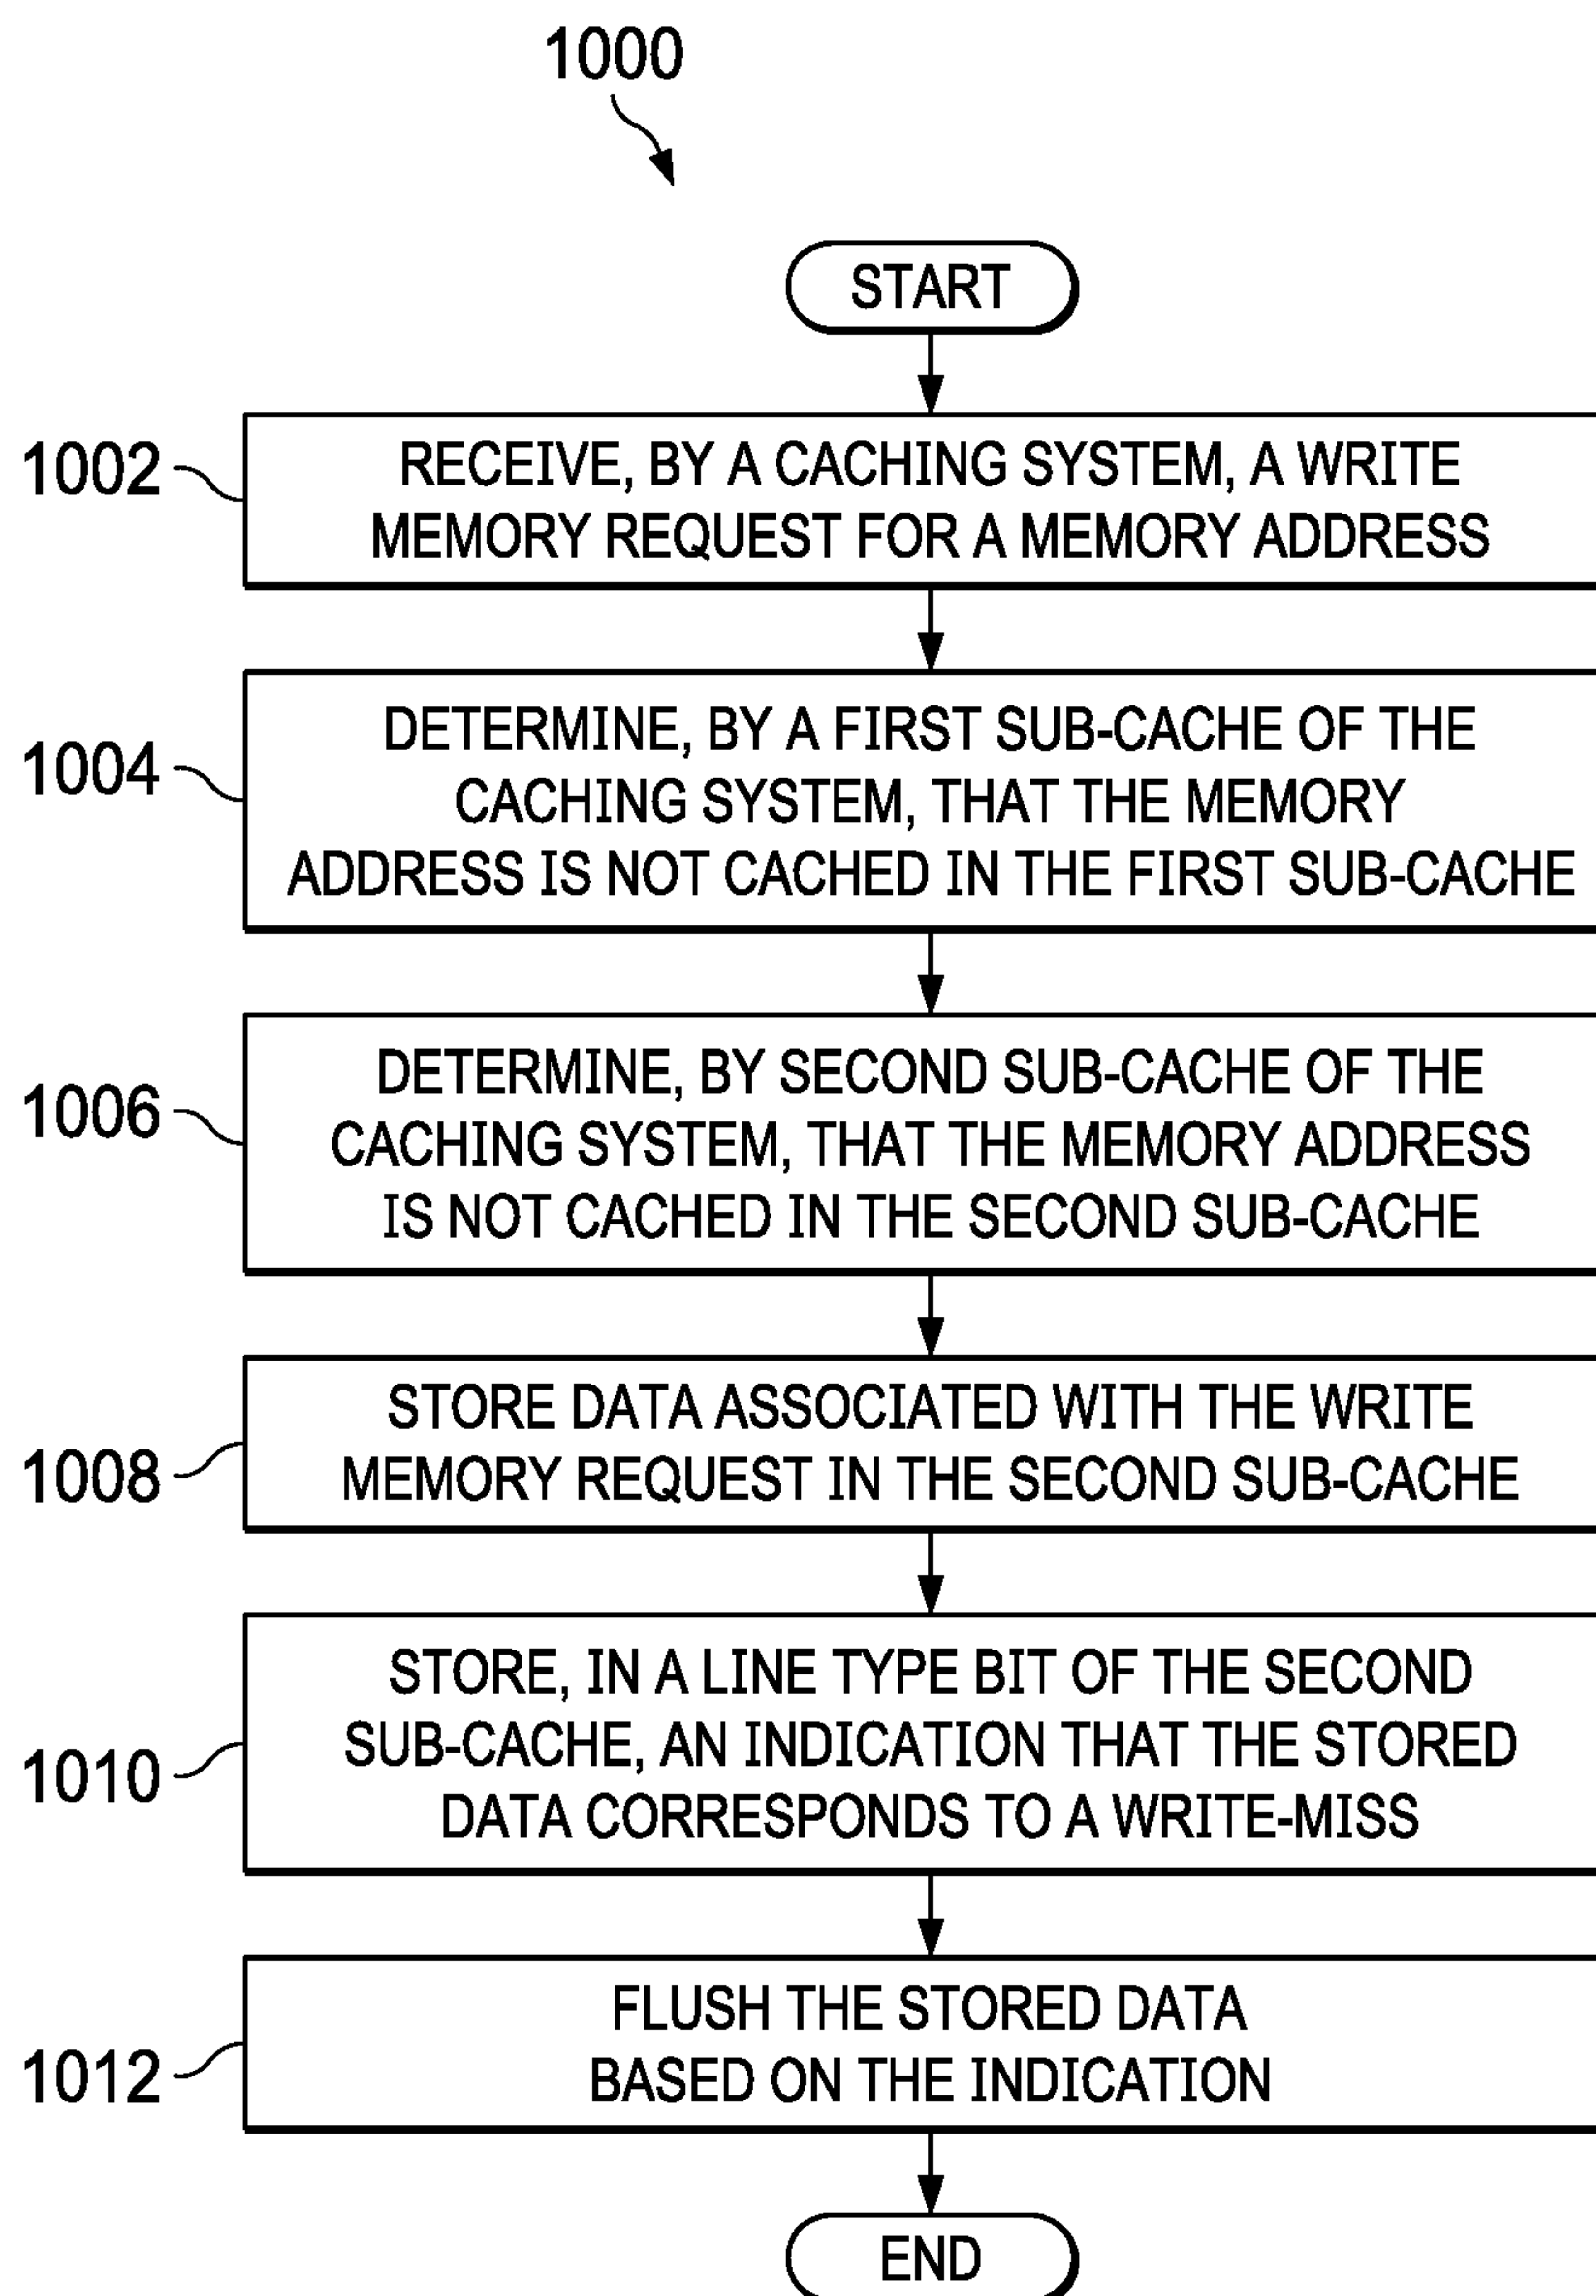 1000
START
1002
RECEIVE, BY A CACHING SYSTEM, A WRITE
MEMORY REQUEST FOR A MEMORY ADDRESS
1004
DETERMINE, BY A FIRST SUB-CACHE OF THE
CACHING SYSTEM, THAT THE MEMORY
ADDRESS IS NOT CACHED IN THE FIRST SUB-CACHE
1006
DETERMINE, BY SECOND SUB-CACHE OF THE
CACHING SYSTEM, THAT THE MEMORY ADDRESS
IS NOT CACHED IN THE SECOND SUB-CACHE
1008
STORE DATA ASSOCIATED WITH THE WRITE
MEMORY REQUEST IN THE SECOND SUB-CACHE
1010
STORE, IN A LINE TYPE BIT OF THE SECOND
SUB-CACHE, AN INDICATION THAT THE STORED
DATA CORRESPONDS TO A WRITE-MISS
1012
FLUSH THE STORED DATA
BASED ON THE INDICATION
END